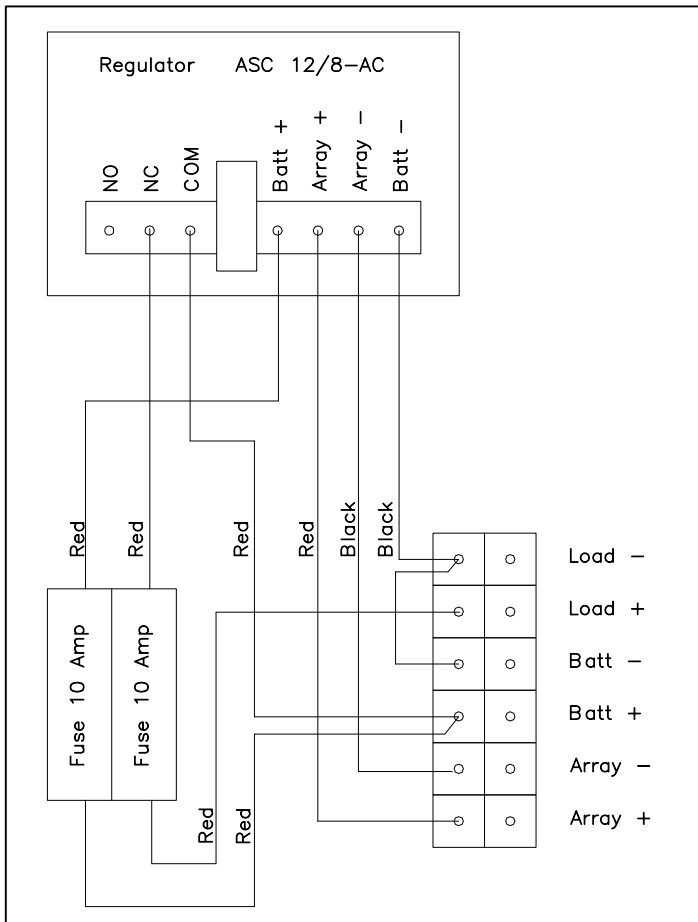 Regulator ASC 12/8-AC
NO
NC
COM
Batt +
Array +
Array -
Batt -
Red
Red
Red
Red
Black
Black
Fuse 10 Amp
Fuse 10 Amp
Red
Red
Load -
Load +
Batt -
Batt +
Array -
Array +